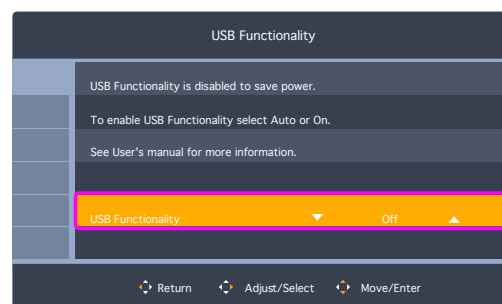 USB Functionality
USB Functionality is disabled to save power.
To enable USB Functionality select Auto or On.
See User's manual for more information.
USB Functionality Off
Return Adjust/Select Move/Enter